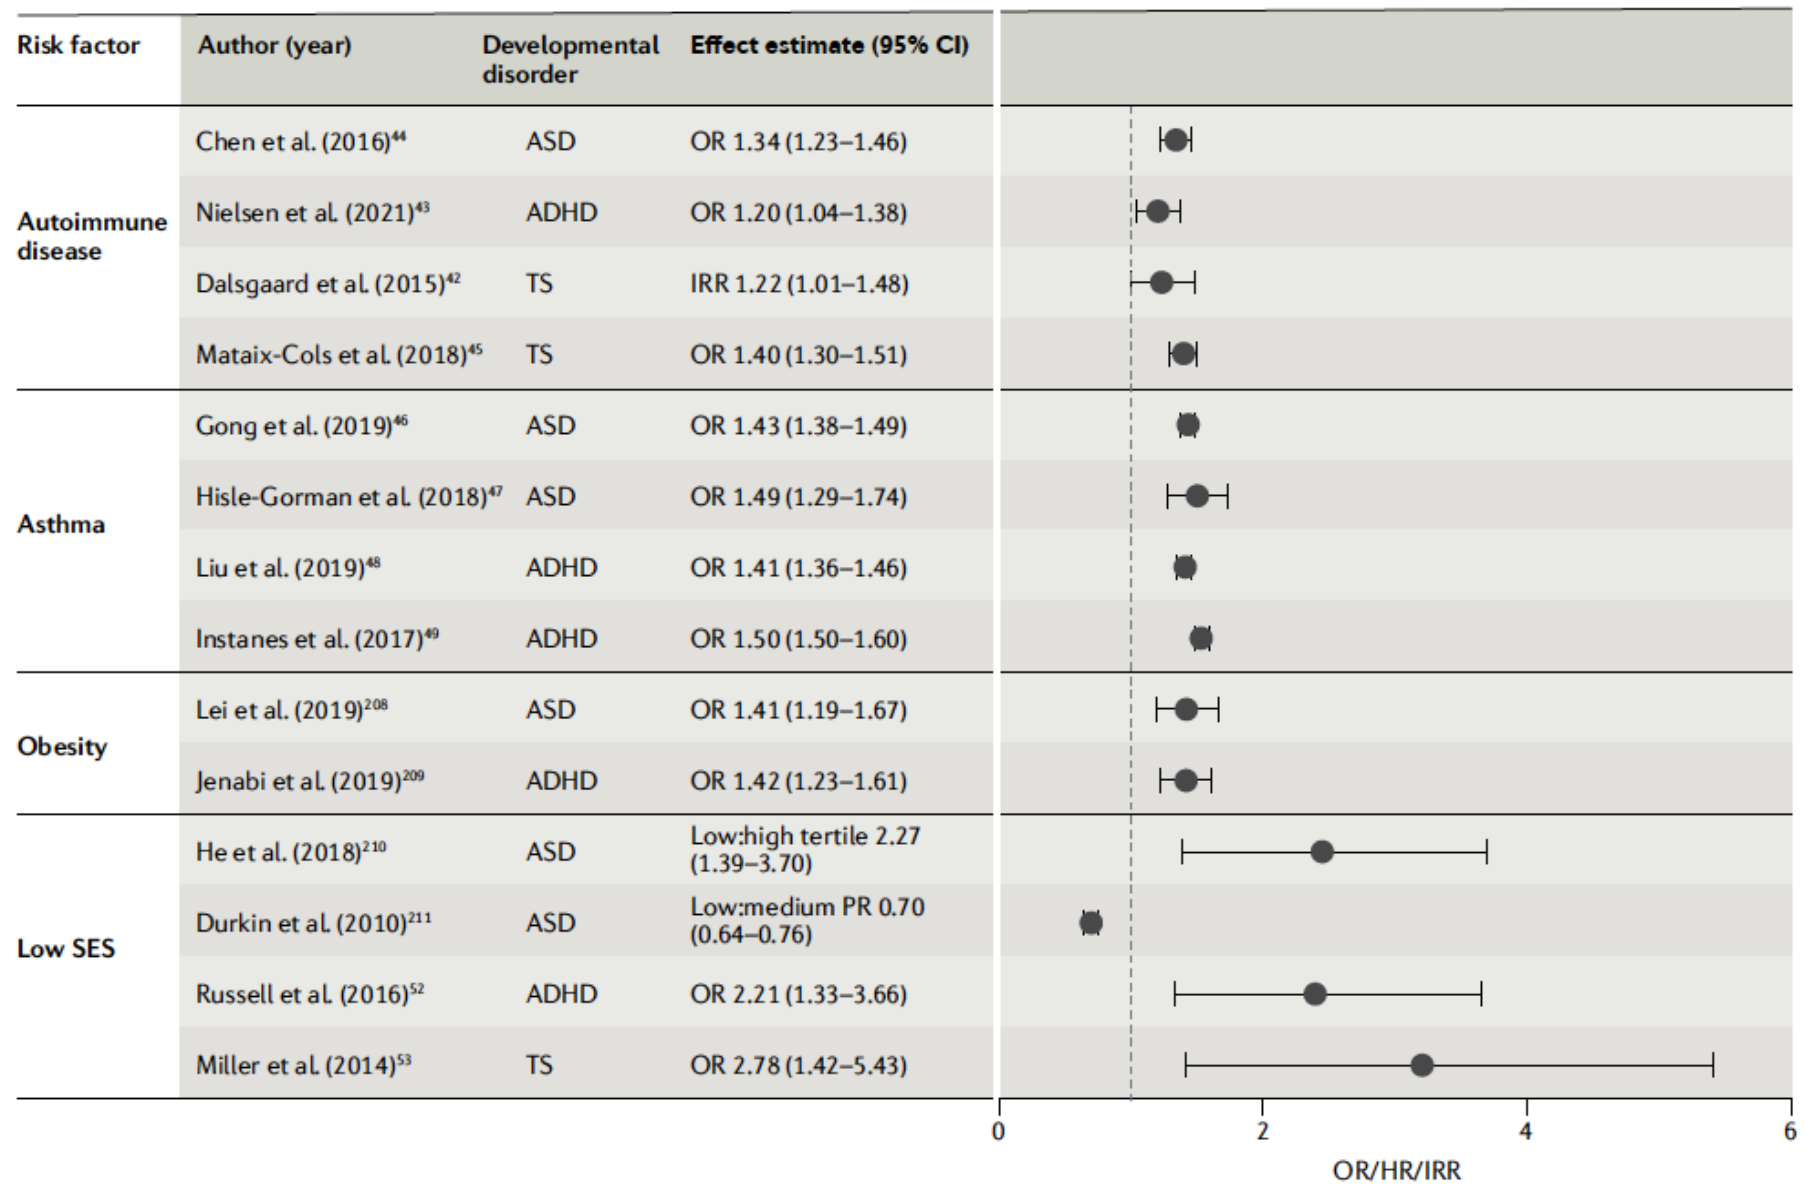 Risk factor Author (year) Developmental disorder Effect estimate (95% CI)
Autoimmune disease
Chen et al. (2016)44 ASD OR 1.34 (1.23–1.46)
Nielsen et al. (2021)43 ADHD OR 1.20 (1.04–1.38)
Dalsgaard et al. (2015)42 TS IRR 1.22 (1.01–1.48)
Mataix-Cols et al. (2018)45 TS OR 1.40 (1.30–1.51)
Asthma
Gong et al. (2019)46 ASD OR 1.43 (1.38–1.49)
Hisle-Gorman et al. (2018)47 ASD OR 1.49 (1.29–1.74)
Liu et al. (2019)48 ADHD OR 1.41 (1.36–1.46)
Instanes et al. (2017)49 ADHD OR 1.50 (1.50–1.60)
Obesity
Lei et al. (2019)208 ASD OR 1.41 (1.19–1.67)
Jenabi et al. (2019)209 ADHD OR 1.42 (1.23–1.61)
Low SES
He et al. (2018)210 ASD Low:high tertile 2.27 (1.39–3.70)
Durkin et al. (2010)211 ASD Low:medium PR 0.70 (0.64–0.76)
Russell et al. (2016)52 ADHD OR 2.21 (1.33–3.66)
Miller et al. (2014)53 TS OR 2.78 (1.42–5.43)
0 2 4 6
OR/HR/IRR